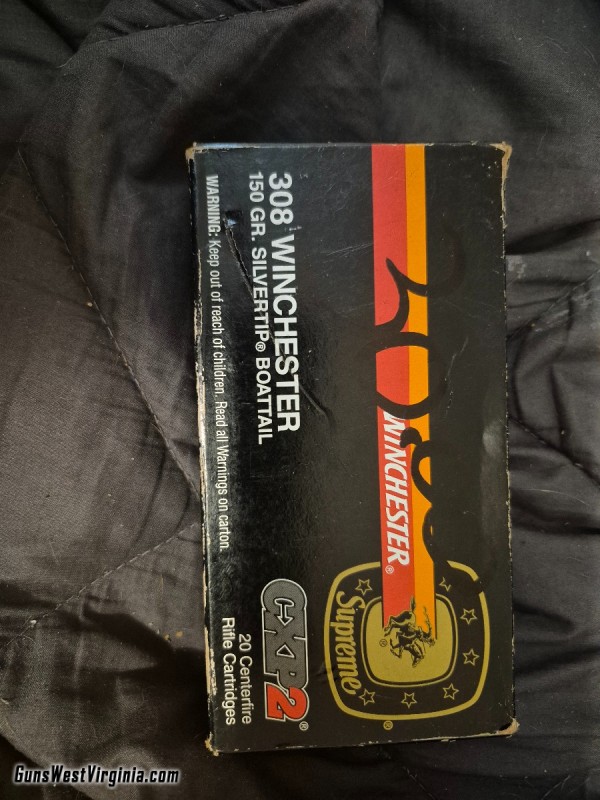 WINCHESTER®
Supreme
®
®
308 WINCHESTER
150 GR. SILVERTIP® BOATTAIL
WARNING: Keep out of reach of children. Read all Warnings on carton.
CXP2®
20 Centerfire
Rifle Cartridges
GunsWestVirginia.com